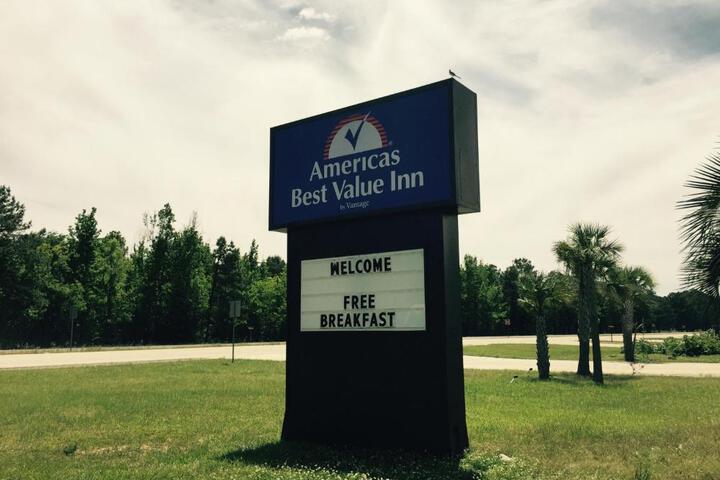 Americas
Best Value Inn
by Vantage
WELCOME
FREE
BREAKFAST